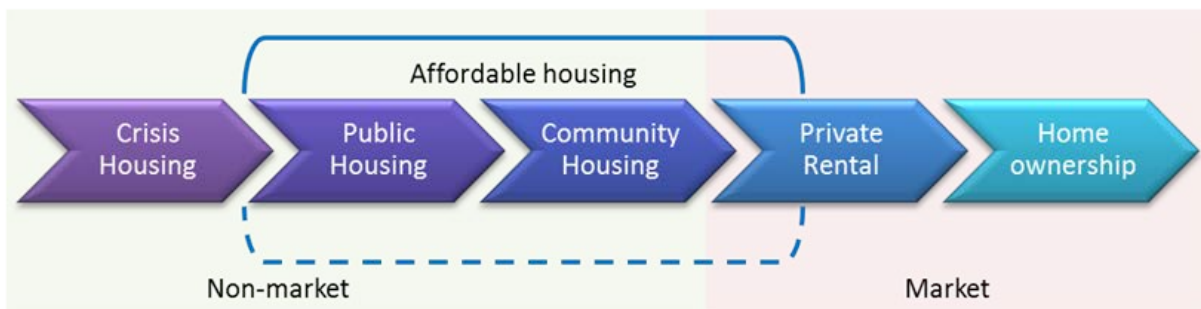 Affordable housing
Crisis
Housing
Public
Housing
Community
Housing
Private
Rental
Home
ownership
Non-market
Market